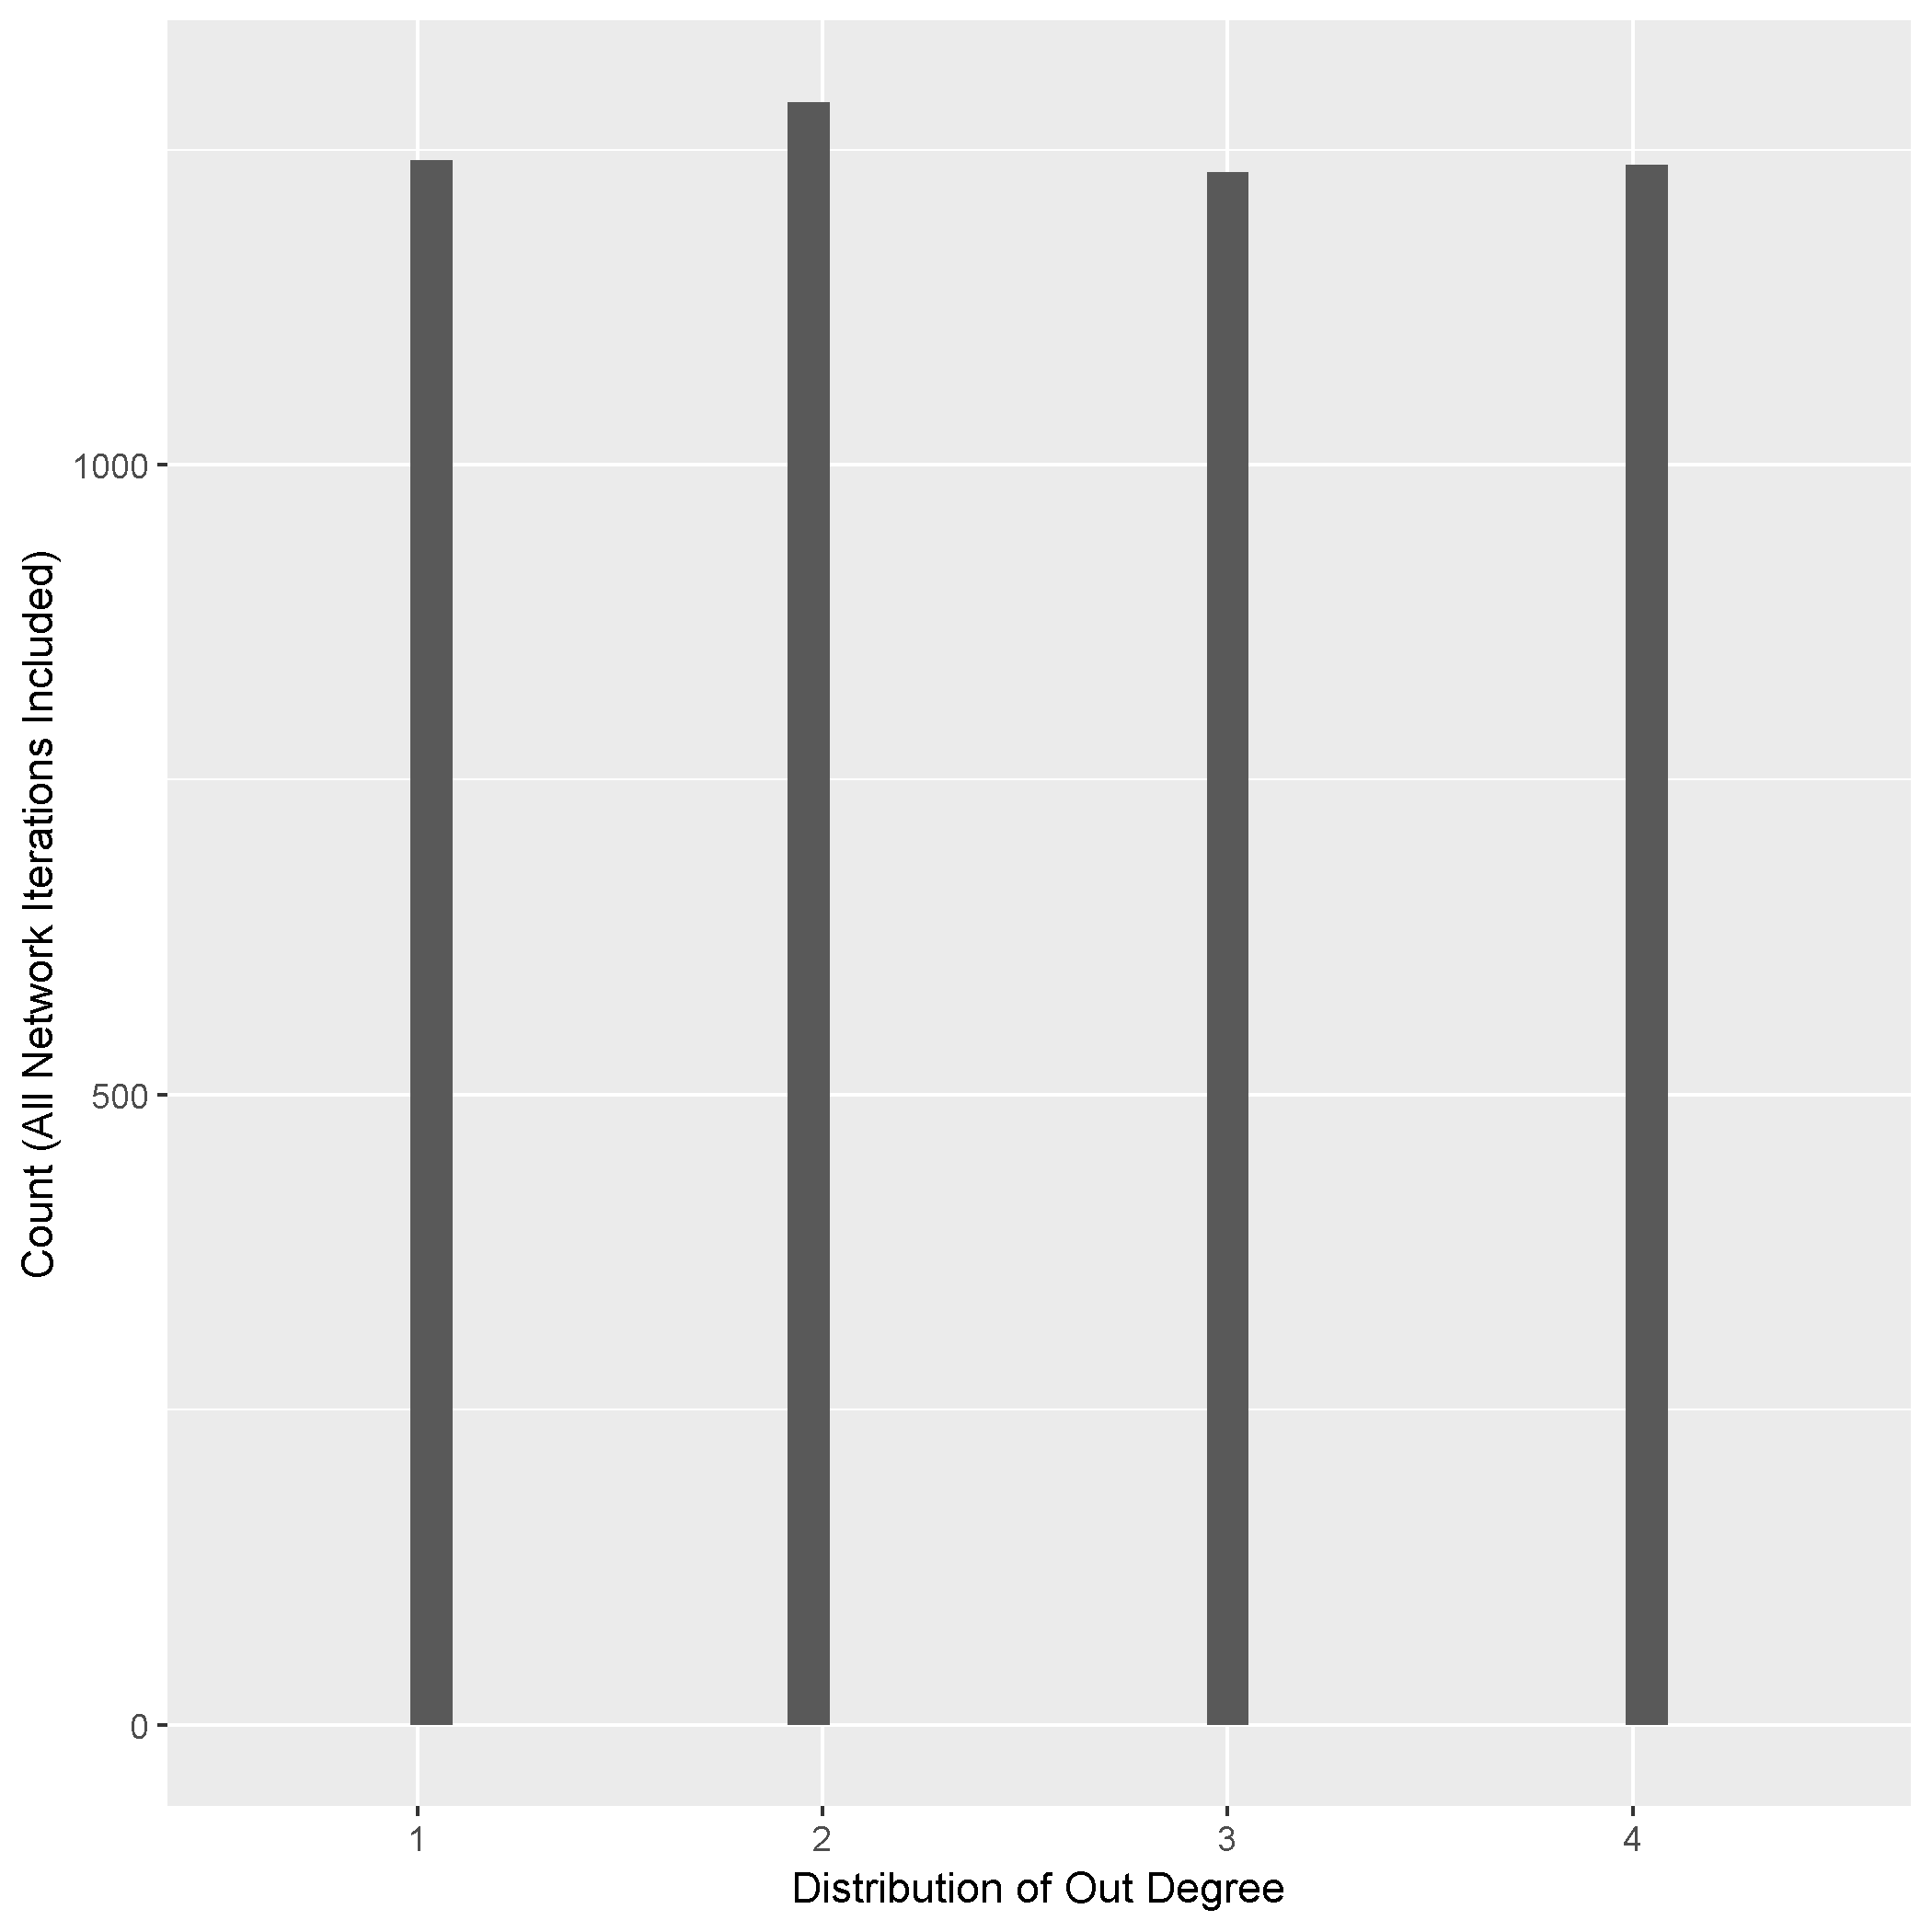 Count (All Network Iterations Included)
1000
500
0
1 2 3 4
Distribution of Out Degree